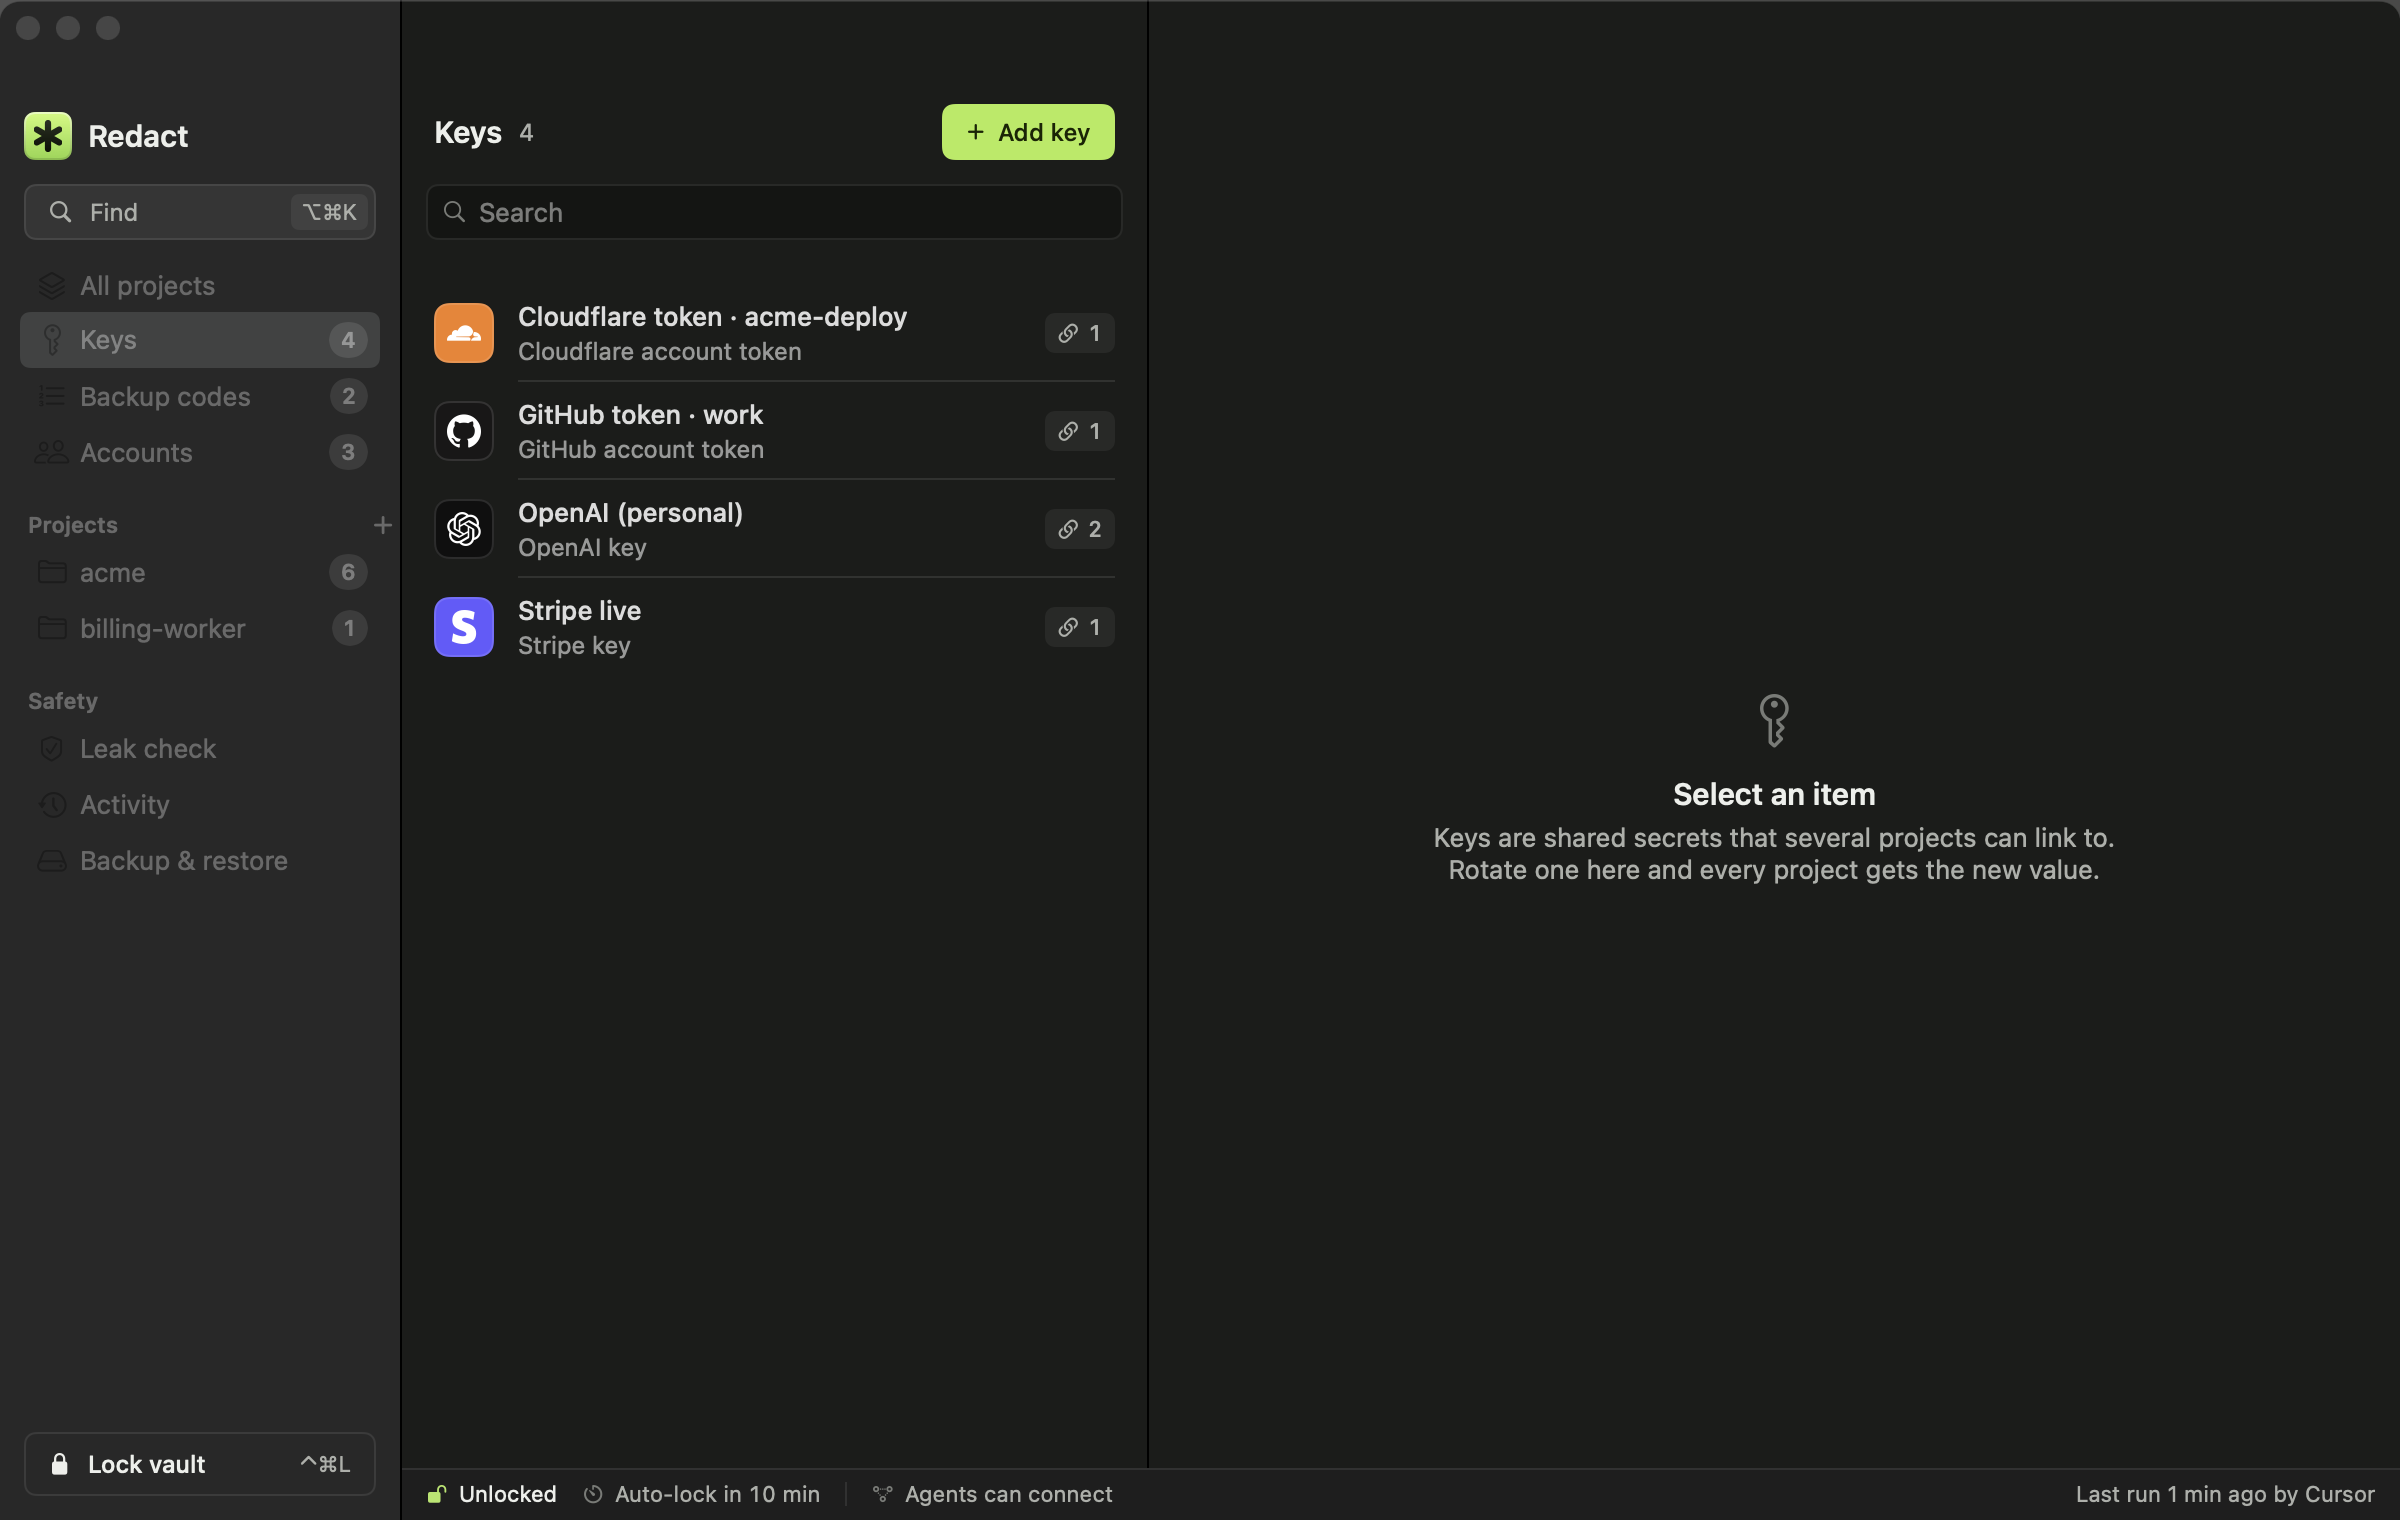 Redact
Find ⌥⌘K
All projects
Keys 4
Backup codes 2
Accounts 3
Projects +
acme 6
billing-worker 1
Safety
Leak check
Activity
Backup & restore
Lock vault ^⌘L
Keys 4
+ Add key
Search
Cloudflare token · acme-deploy
Cloudflare account token
1
GitHub token · work
GitHub account token
1
OpenAI (personal)
OpenAI key
2
Stripe live
Stripe key
1
Select an item
Keys are shared secrets that several projects can link to.
Rotate one here and every project gets the new value.
Unlocked Auto-lock in 10 min Agents can connect Last run 1 min ago by Cursor